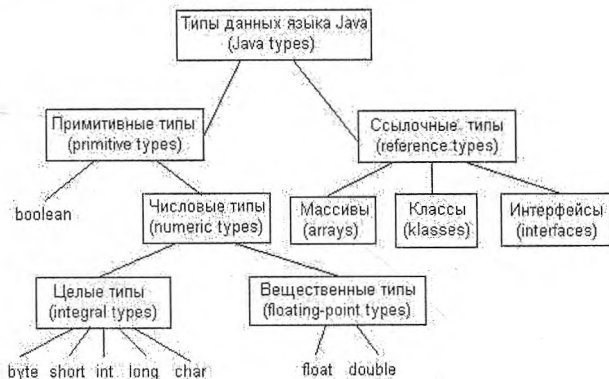 Типы данных языка Java
(Java types)
Примитивные типы
(primitive types)
Ссылочные типы
(reference types)
boolean
Числовые типы
(numeric types)
Массивы
(arrays)
Классы
(klasses)
Интерфейсы
(interfaces)
Целые типы
(integral types)
Вещественные типы
(floating-point types)
byte short int long char
float double